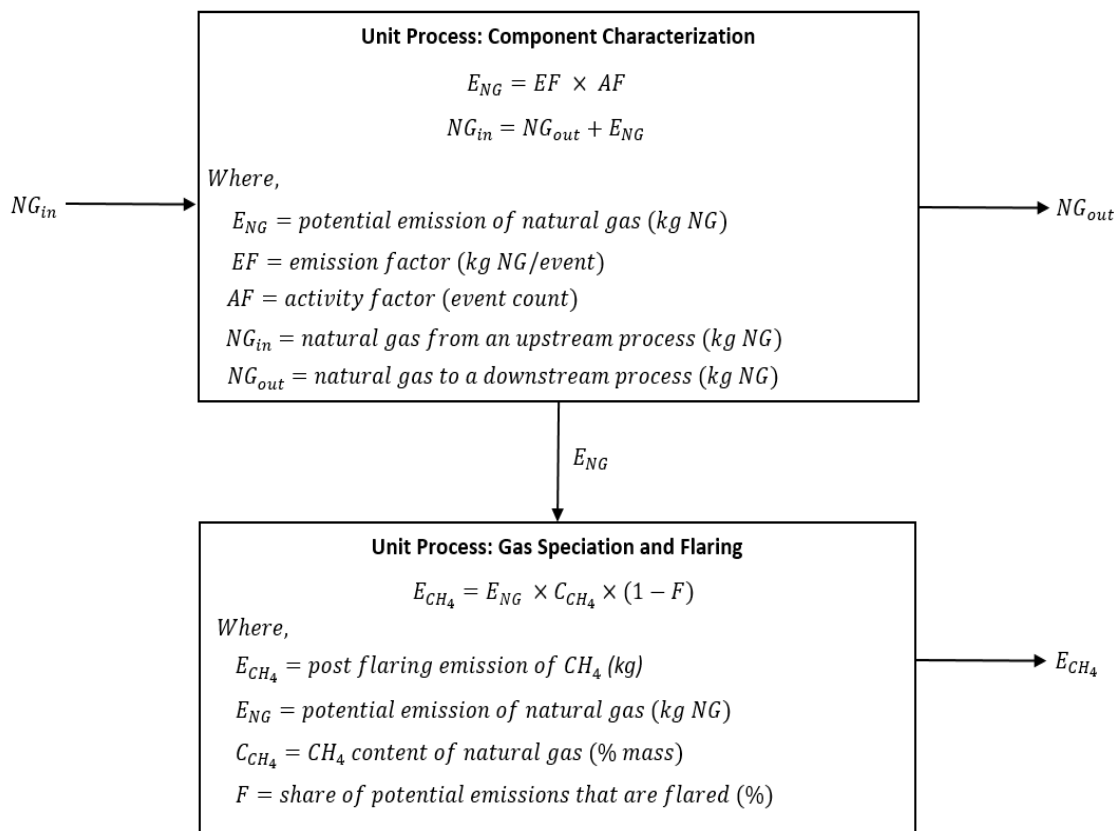 Unit Process: Component Characterization
E_NG = EF × AF
NG_in = NG_out + E_NG
Where,
NG_in
NG_out
E_NG = potential emission of natural gas (kg NG)
EF = emission factor (kg NG/event)
AF = activity factor (event count)
NG_in = natural gas from an upstream process (kg NG)
NG_out = natural gas to a downstream process (kg NG)
E_NG
Unit Process: Gas Speciation and Flaring
E_CH₄ = E_NG × C_CH₄ × (1 − F)
Where,
E_CH₄ = post flaring emission of CH₄ (kg)
E_CH₄
E_NG = potential emission of natural gas (kg NG)
C_CH₄ = CH₄ content of natural gas (% mass)
F = share of potential emissions that are flared (%)